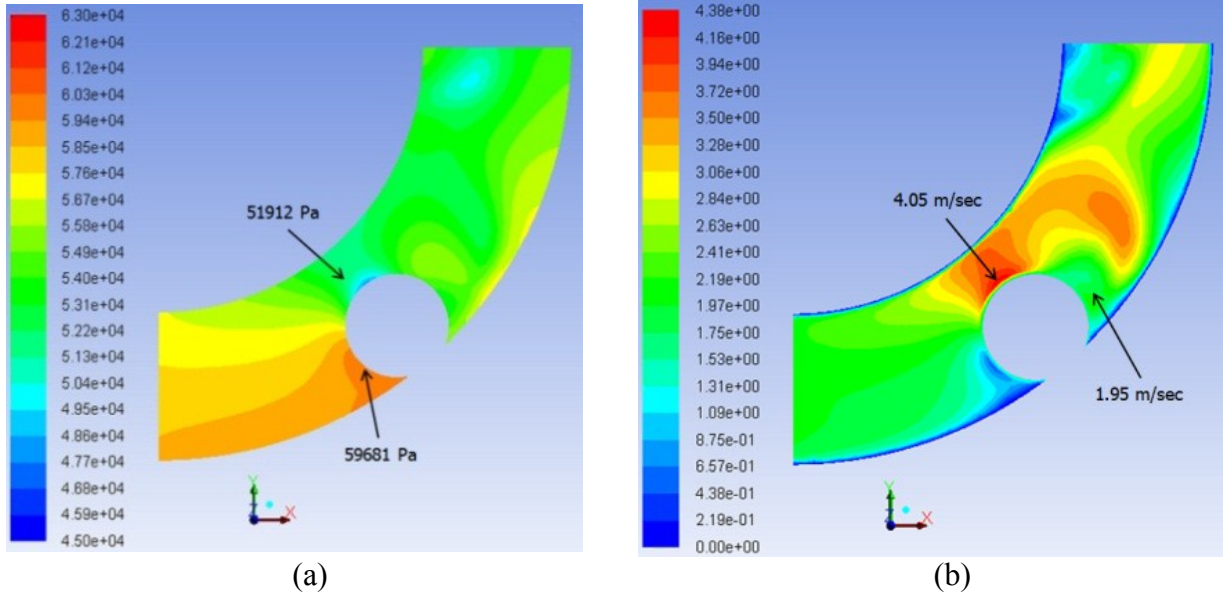 6.30e+04
6.21e+04
6.12e+04
6.03e+04
5.94e+04
5.85e+04
5.76e+04
5.67e+04
5.58e+04
5.49e+04
5.40e+04
5.31e+04
5.22e+04
5.13e+04
5.04e+04
4.95e+04
4.86e+04
4.77e+04
4.68e+04
4.59e+04
4.50e+04
51912 Pa
59681 Pa
Y
Z
X
(a)
4.38e+00
4.16e+00
3.94e+00
3.72e+00
3.50e+00
3.28e+00
3.06e+00
2.84e+00
2.63e+00
2.41e+00
2.19e+00
1.97e+00
1.75e+00
1.53e+00
1.31e+00
1.09e+00
8.75e-01
6.57e-01
4.38e-01
2.19e-01
0.00e+00
4.05 m/sec
1.95 m/sec
Y
Z
X
(b)